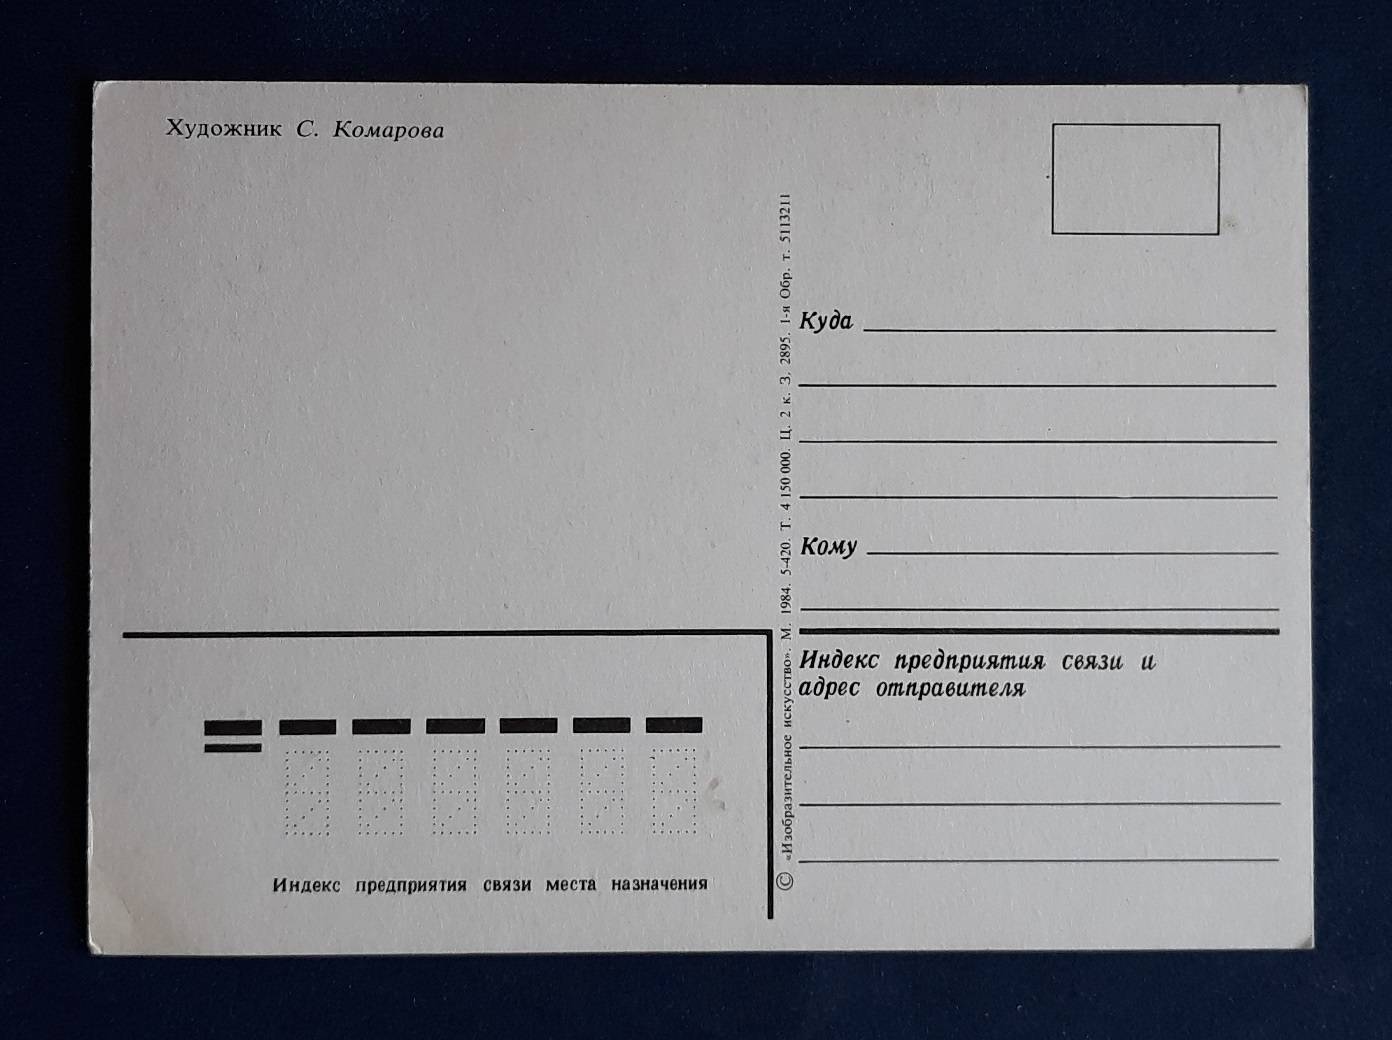 Художник С. Комарова
Куда
Кому
Индекс предприятия связи и
адрес отправителя
Индекс предприятия связи места назначения
© «Изобразительное искусство». М. 1984. 5-420. Т. 4 150 000. Ц. 2 к. З. 2895. 1-я Обр. т. 5113211